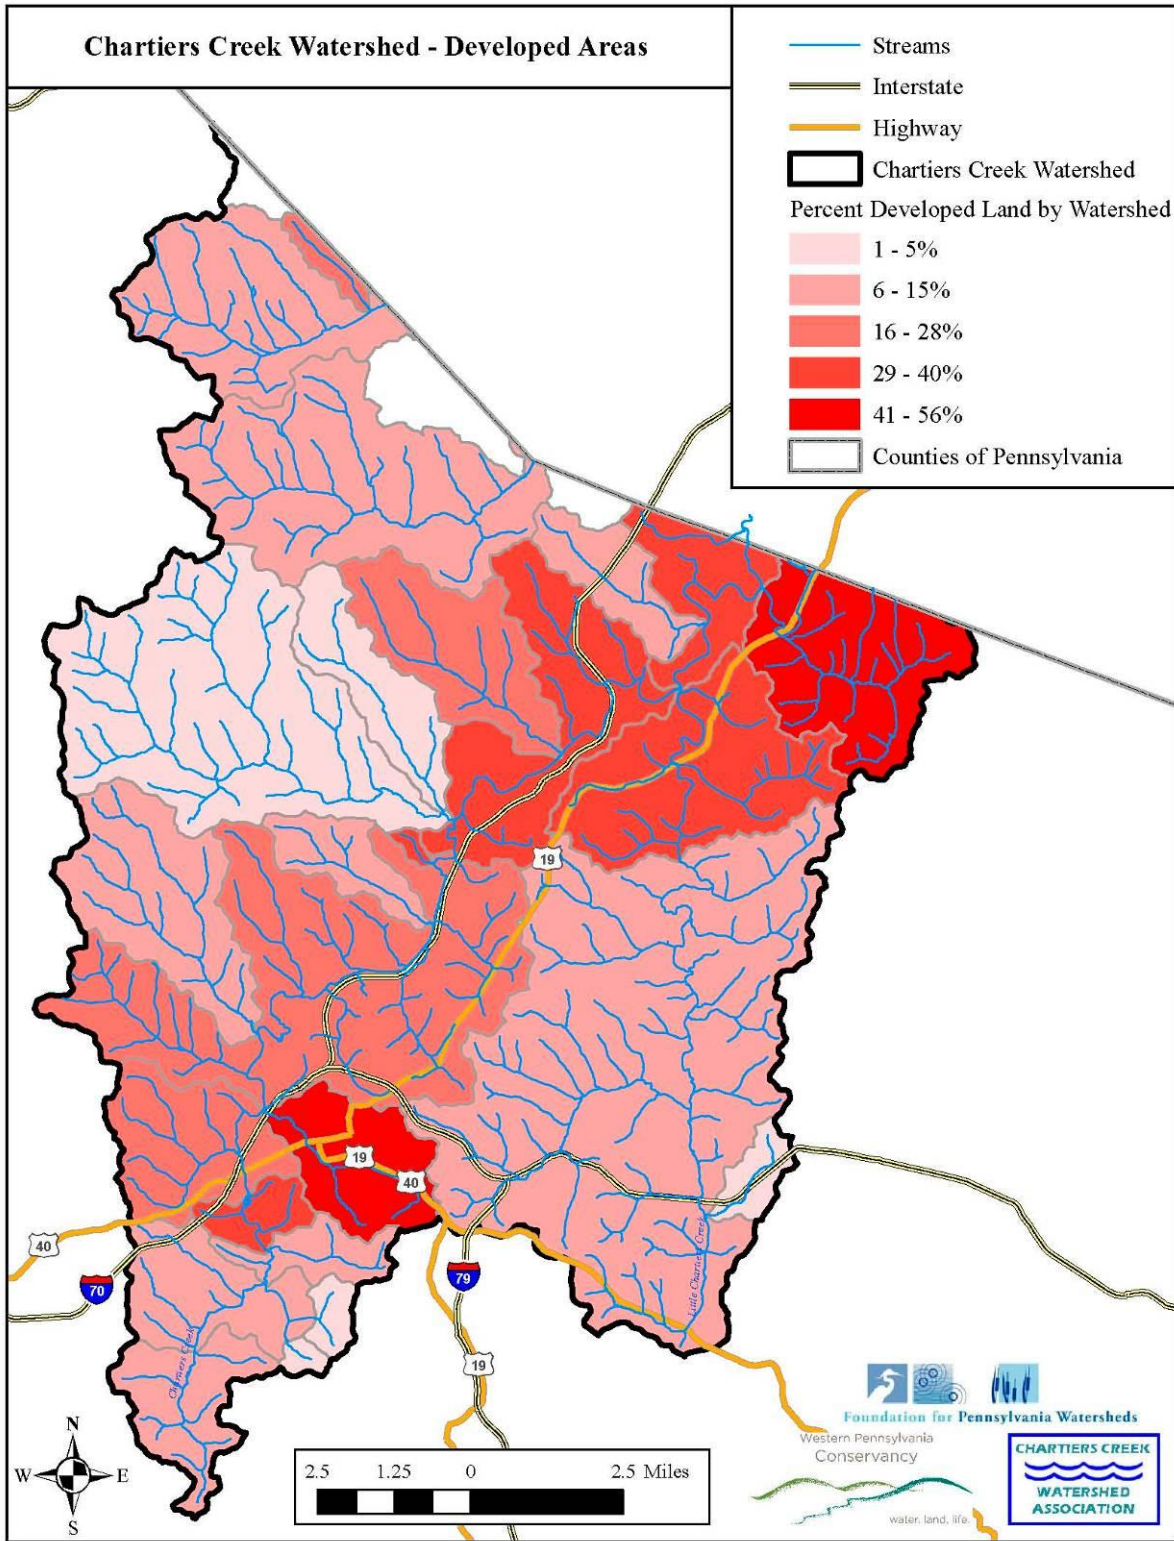 Chartiers Creek Watershed - Developed Areas
Streams
Interstate
Highway
Chartiers Creek Watershed
Percent Developed Land by Watershed
1 - 5%
6 - 15%
16 - 28%
29 - 40%
41 - 56%
Counties of Pennsylvania
19
19
40
40
70
79
19
Little Chartiers Creek
Chartiers Creek
N
W E
S
2.5 1.25 0 2.5 Miles
Foundation for Pennsylvania Watersheds
Western Pennsylvania
Conservancy
water, land, life.
CHARTIERS CREEK
WATERSHED
ASSOCIATION